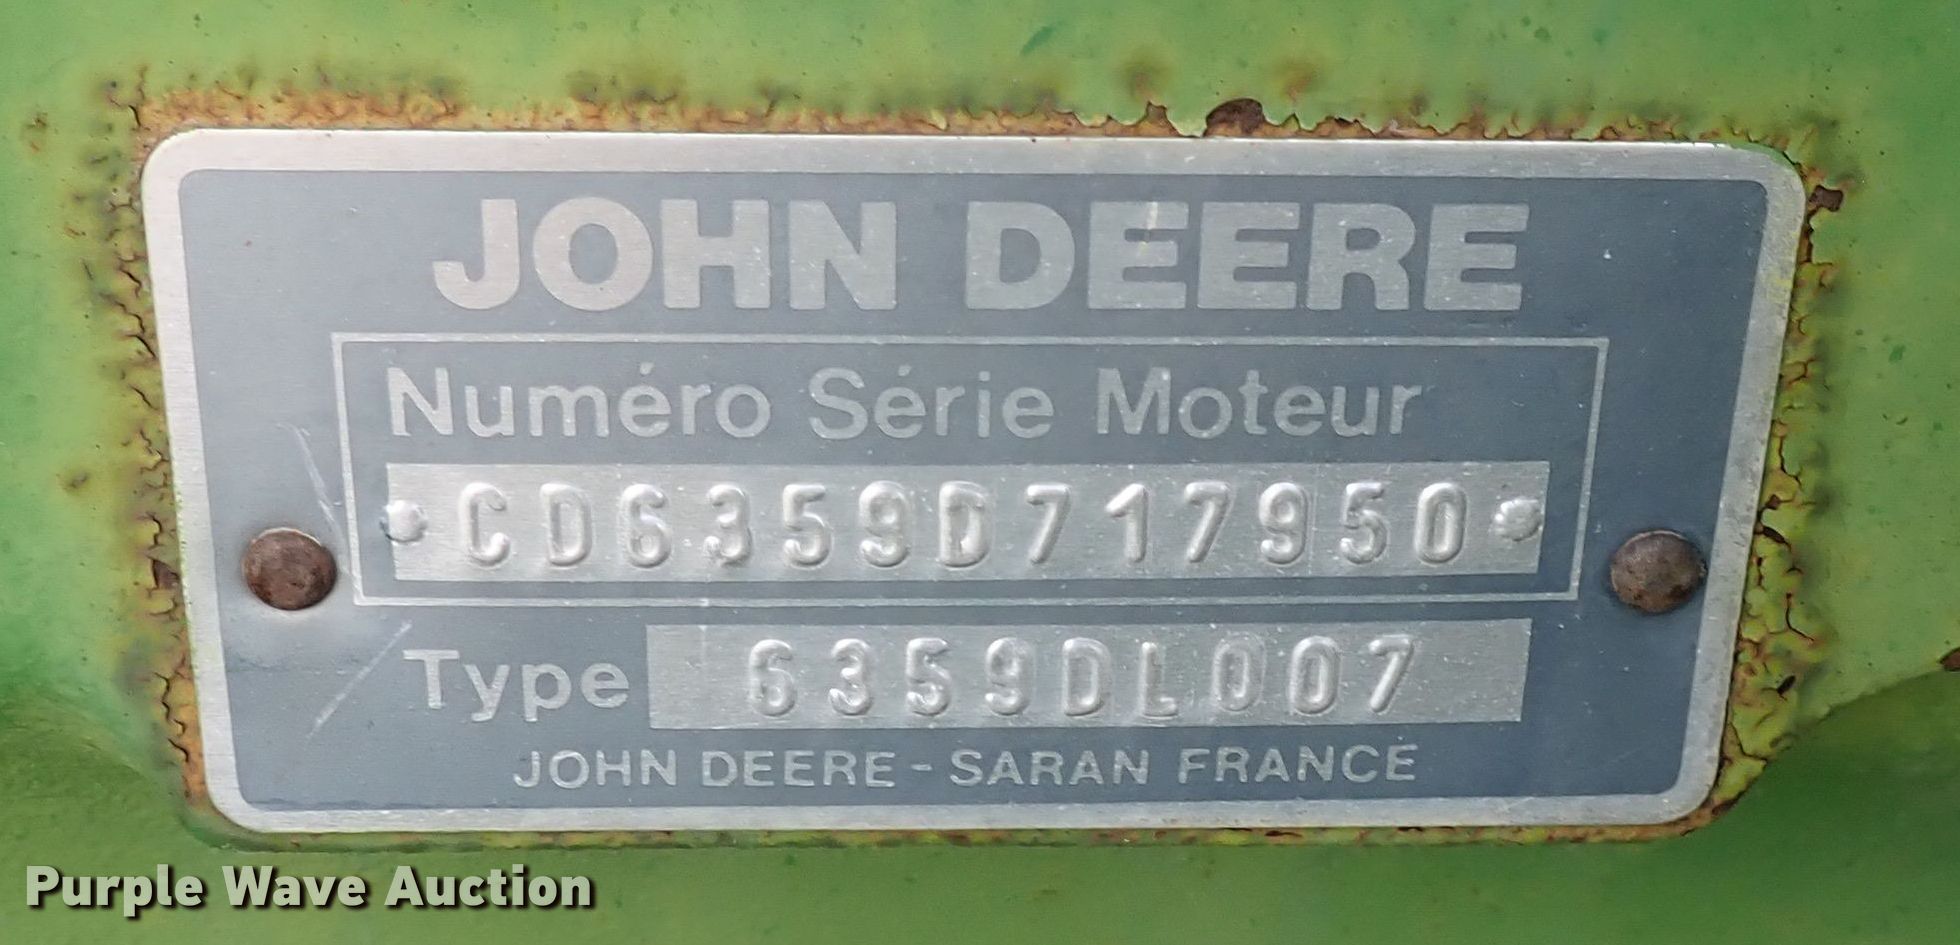 JOHN DEERE
Numéro Série Moteur
*CD6359D717950*
Type 6359DL007
JOHN DEERE - SARAN FRANCE
Purple Wave Auction